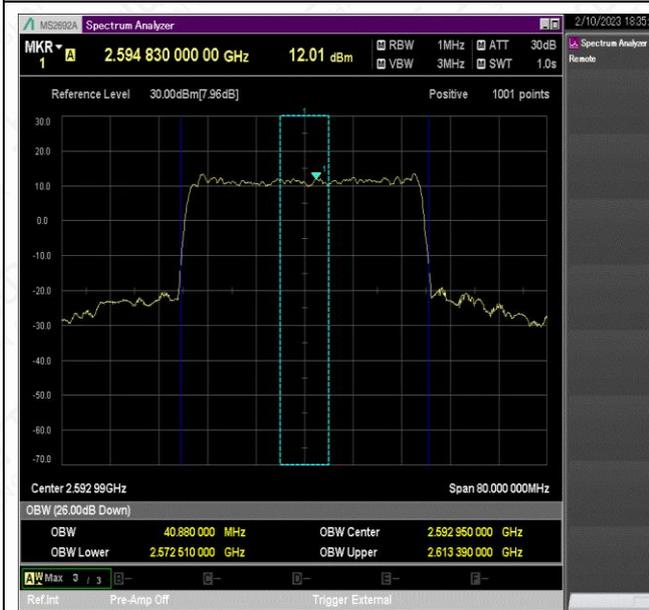 MS2692A Spectrum Analyzer
2/10/2023 18:35:
MKR 1 A 2.594 830 000 00 GHz 12.01 dBm
M RBW 1MHz M ATT 30dB
M VBW 3MHz M SWT 1.0s
Spectrum Analyzer
Remote
Reference Level 30.00dBm[7.96dB] Positive 1001 points
30.0
20.0
10.0
0.0
-10.0
-20.0
-30.0
-40.0
-50.0
-60.0
-70.0
1
Center 2.592 99GHz Span 80.000 000MHz
OBW (26.00dB Down)
OBW 40.880 000 MHz OBW Center 2.592 950 000 GHz
OBW Lower 2.572 510 000 GHz OBW Upper 2.613 390 000 GHz
A W Max 3 / 3 B- C- D- E- F-
Ref.Int Pre-Amp Off Trigger External